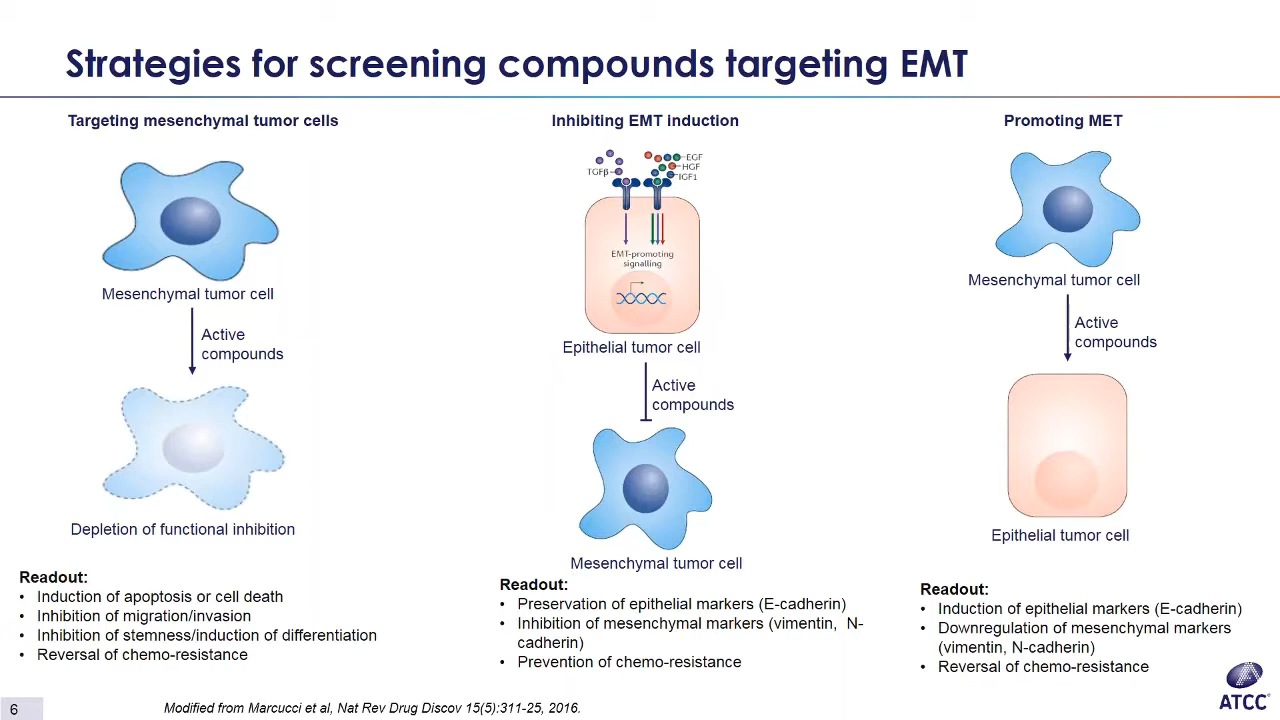 Strategies for screening compounds targeting EMT
Targeting mesenchymal tumor cells
Mesenchymal tumor cell
Active
compounds
Depletion of functional inhibition
Readout:
• Induction of apoptosis or cell death
• Inhibition of migration/invasion
• Inhibition of stemness/induction of differentiation
• Reversal of chemo-resistance
Inhibiting EMT induction
TGFβ
EGF
HGF
IGF1
EMT-promoting
signalling
Epithelial tumor cell
Active
compounds
Mesenchymal tumor cell
Readout:
• Preservation of epithelial markers (E-cadherin)
• Inhibition of mesenchymal markers (vimentin, N-
cadherin)
• Prevention of chemo-resistance
Promoting MET
Mesenchymal tumor cell
Active
compounds
Epithelial tumor cell
Readout:
• Induction of epithelial markers (E-cadherin)
• Downregulation of mesenchymal markers
(vimentin, N-cadherin)
• Reversal of chemo-resistance
6
Modified from Marcucci et al, Nat Rev Drug Discov 15(5):311-25, 2016.
ATCC